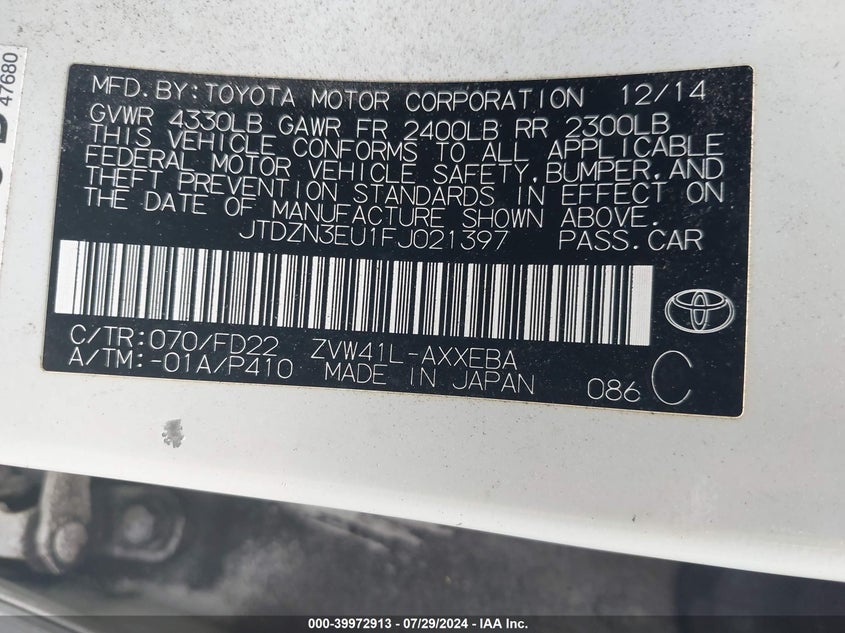 47680
MFD. BY: TOYOTA MOTOR CORPORATION 12/14
GVWR 4330LB GAWR FR 2400LB RR 2300LB
THIS VEHICLE CONFORMS TO ALL APPLICABLE
FEDERAL MOTOR VEHICLE SAFETY, BUMPER, AND
THEFT PREVENTION STANDARDS IN EFFECT ON
THE DATE OF MANUFACTURE SHOWN ABOVE.
JTDZN3EU1FJ021397 PASS.CAR
C/TR:070/FD22 ZVW41L-AXXEBA
A/TM:-01A/P410 MADE IN JAPAN 086 C
000-39972913 - 07/29/2024 - IAA Inc.